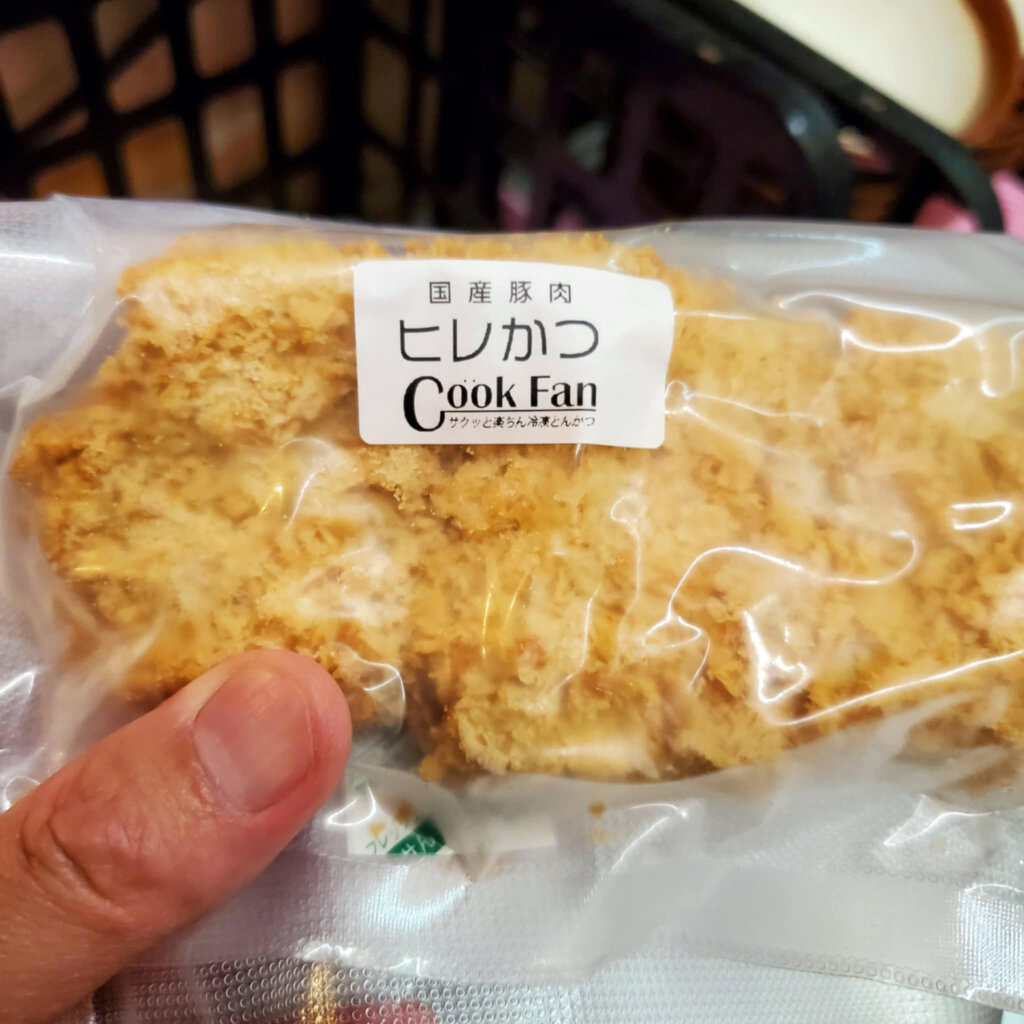 国産豚肉
ヒレかつ
Cook Fan
サクッと楽ちん冷凍とんかつ